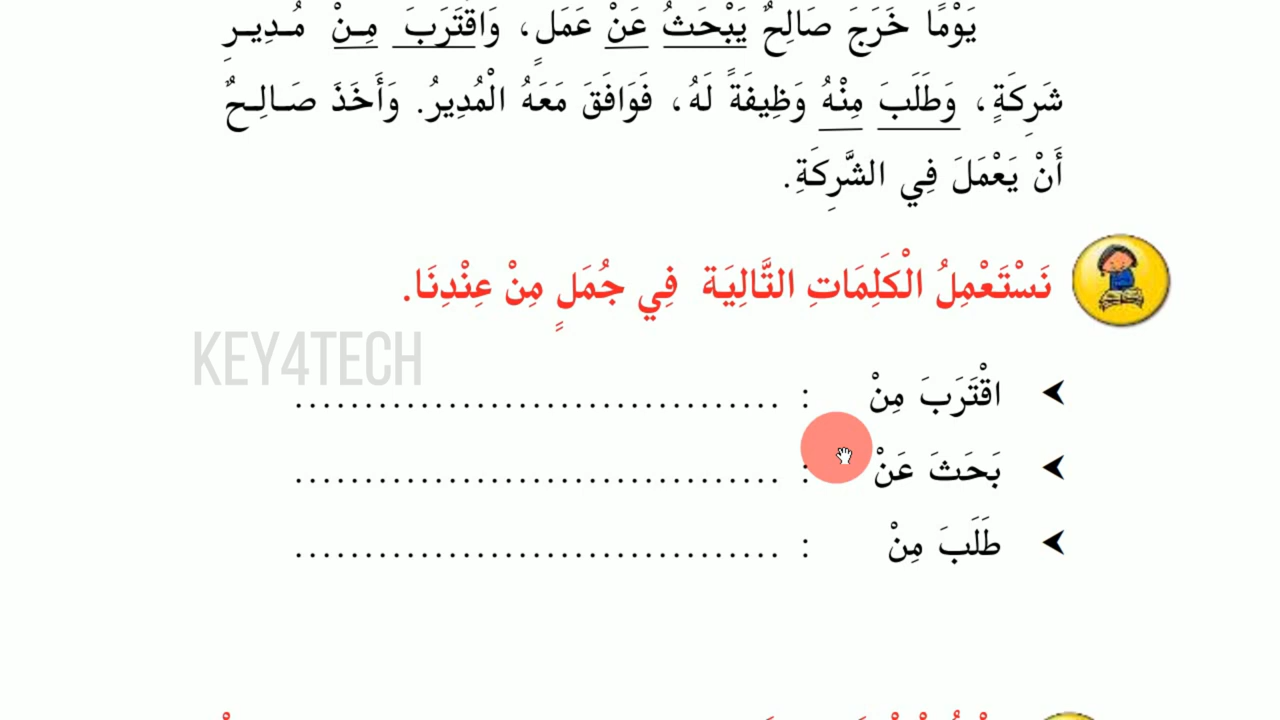 يَوْمًا خَرَجَ صَالِحٌ يَبْحَثُ عَنْ عَمَلٍ، وَاقْتَرَبَ مِنْ مُدِيرِ
شَرِكَةٍ، وَطَلَبَ مِنْهُ وَظِيفَةً لَهُ، فَوَافَقَ مَعَهُ الْمُدِيرُ. وَأَخَذَ صَالِحٌ
أَنْ يَعْمَلَ فِي الشَّرِكَةِ.
نَسْتَعْمِلُ الْكَلِمَاتِ التَّالِيَة فِي جُمَلٍ مِنْ عِنْدِنَا.
KEY4TECH
اقْتَرَبَ مِنْ : ...................................
بَحَثَ عَنْ : ...................................
طَلَبَ مِنْ : ...................................